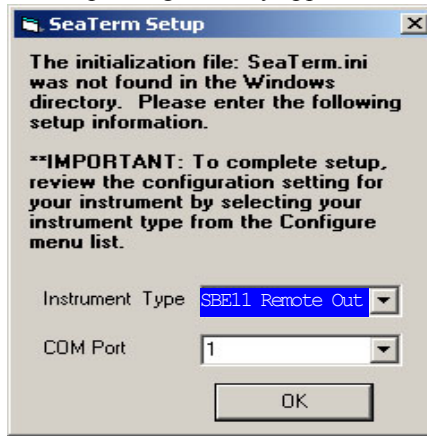 SeaTerm Setup
The initialization file: SeaTerm.ini
was not found in the Windows
directory. Please enter the following
setup information.
**IMPORTANT: To complete setup,
review the configuration setting for
your instrument by selecting your
instrument type from the Configure
menu list.
Instrument Type SBE11 Remote Out
COM Port 1
OK